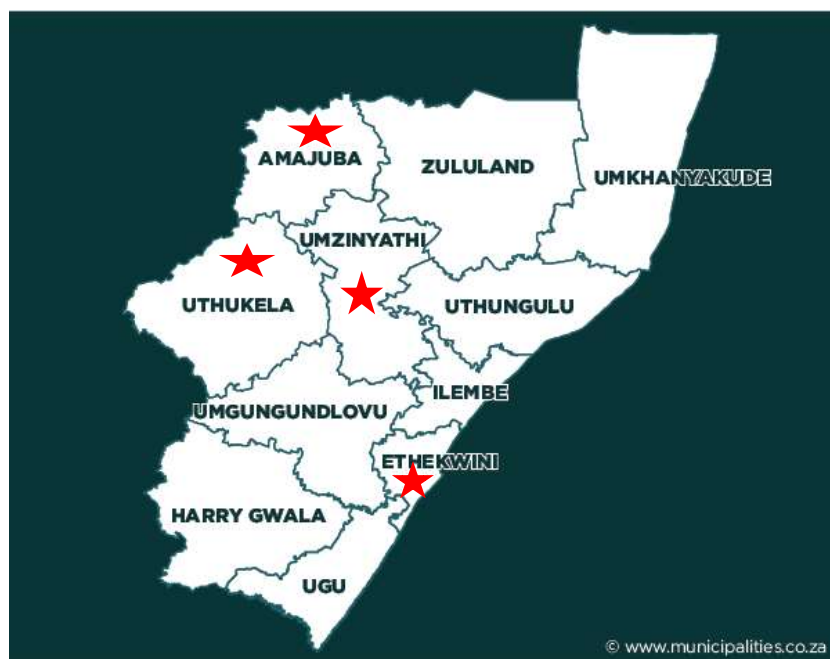 AMAJUBA
ZULULAND
UMKHANYAKUDE
UMZINYATHI
UTHUKELA
UTHUNGULU
ILEMBE
UMGUNGUNDLOVU
ETHEKWINI
HARRY GWALA
UGU
© www.municipalities.co.za